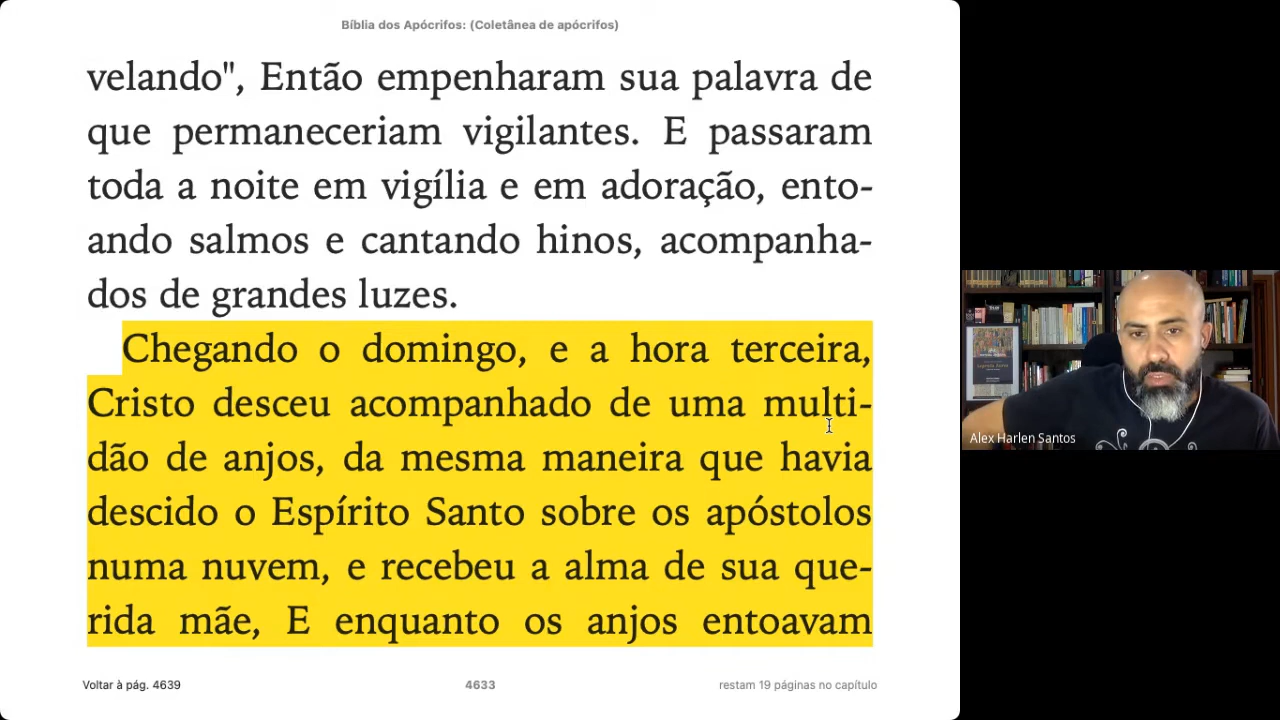 Bíblia dos Apócrifos: (Coletânea de apócrifos)
velando", Então empenharam sua palavra de
que permaneceriam vigilantes. E passaram
toda a noite em vigília e em adoração, ento-
ando salmos e cantando hinos, acompanha-
dos de grandes luzes.
Chegando o domingo, e a hora terceira,
Cristo desceu acompanhado de uma multi-
dão de anjos, da mesma maneira que havia
descido o Espírito Santo sobre os apóstolos
numa nuvem, e recebeu a alma de sua que-
rida mãe, E enquanto os anjos entoavam
Voltar à pág. 4639
4633
restam 19 páginas no capítulo
Alex Harlen Santos